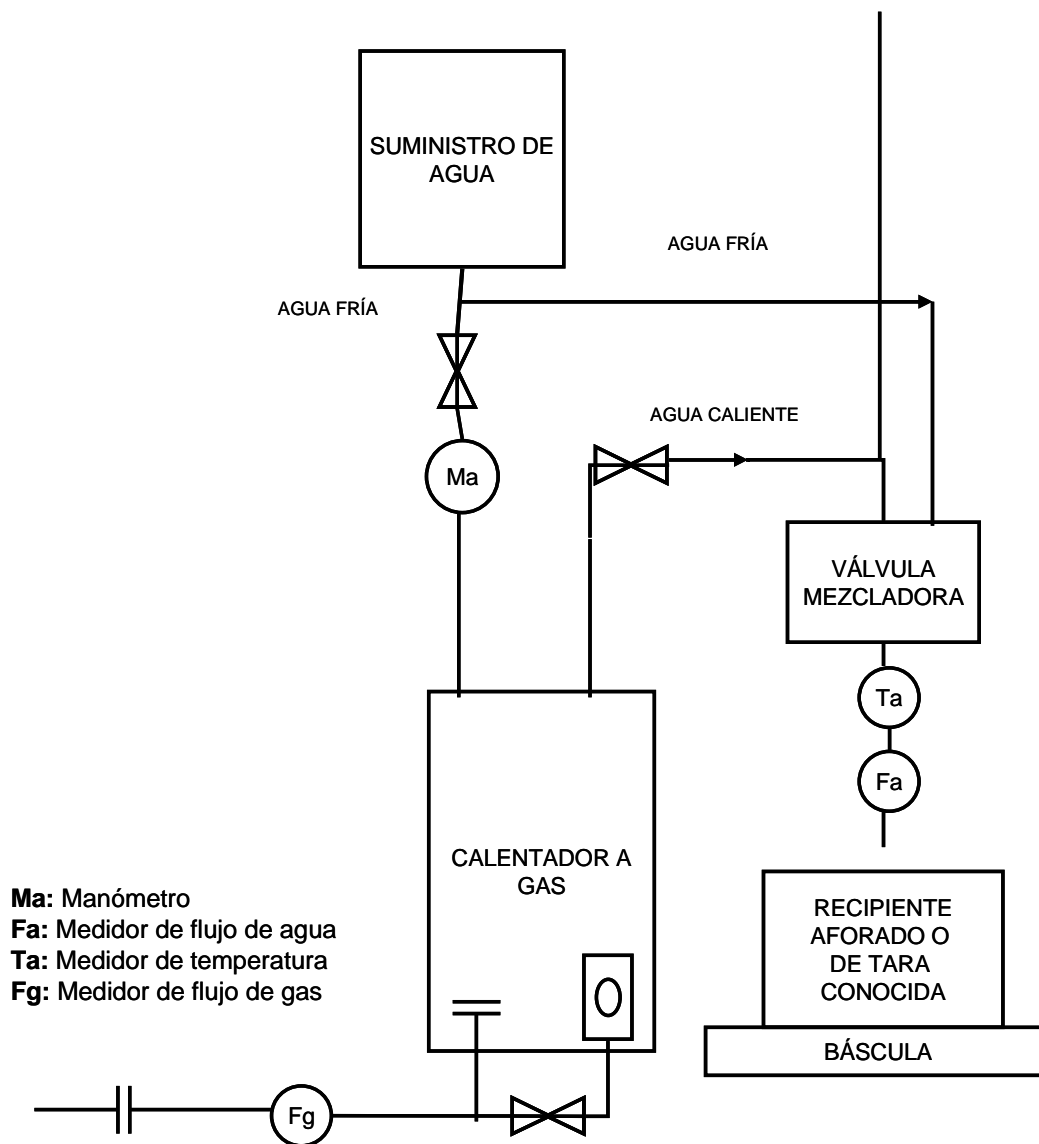 SUMINISTRO DE
AGUA
AGUA FRÍA
AGUA FRÍA
AGUA CALIENTE
Ma
VÁLVULA
MEZCLADORA
Ta
Fa
CALENTADOR A
GAS
Ma: Manómetro
Fa: Medidor de flujo de agua
Ta: Medidor de temperatura
Fg: Medidor de flujo de gas
RECIPIENTE
AFORADO O
DE TARA
CONOCIDA
BÁSCULA
Fg